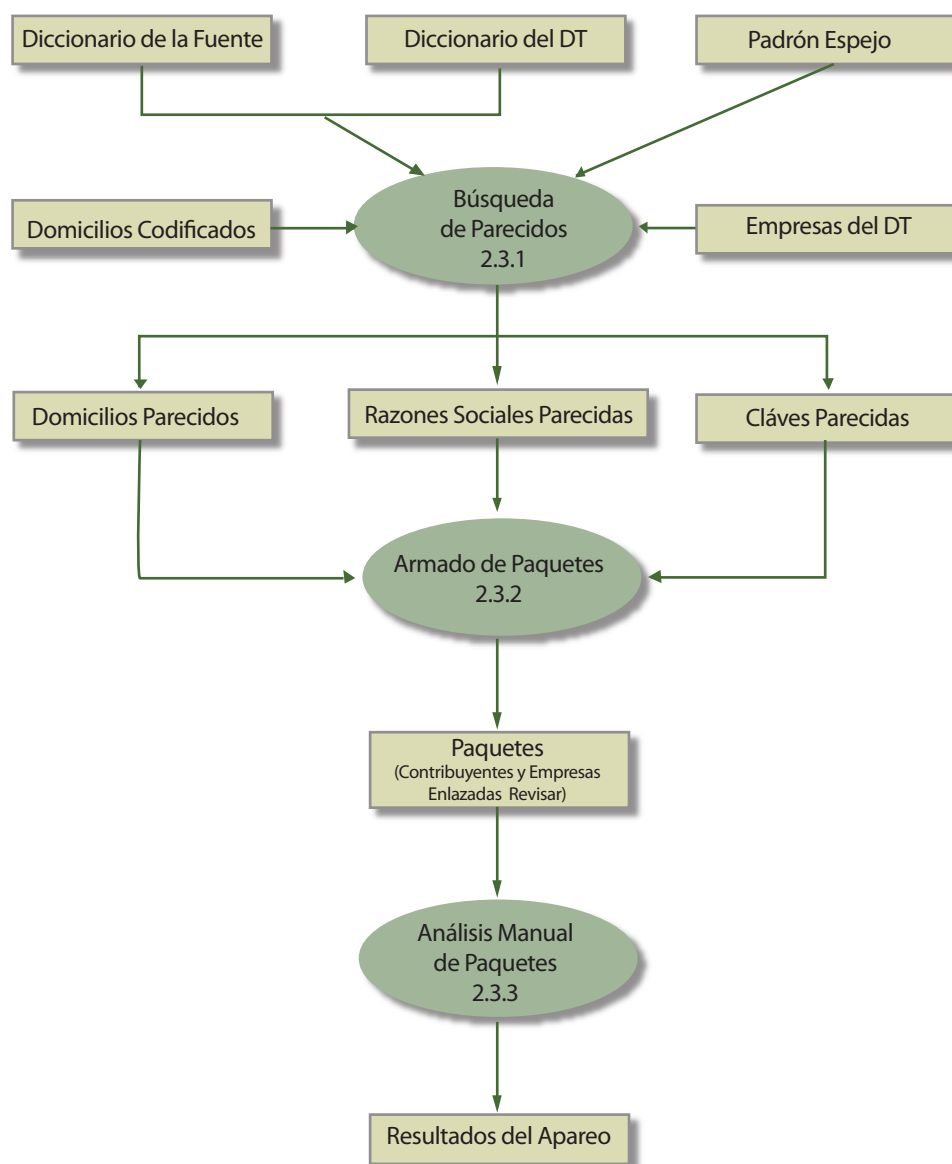 Diccionario de la Fuente
Diccionario del DT
Padrón Espejo
Búsqueda
de Parecidos
2.3.1
Domicilios Codificados
Empresas del DT
Domicilios Parecidos
Razones Sociales Parecidas
Cláves Parecidas
Armado de Paquetes
2.3.2
Paquetes
(Contribuyentes y Empresas
Enlazadas Revisar)
Análisis Manual
de Paquetes
2.3.3
Resultados del Apareo